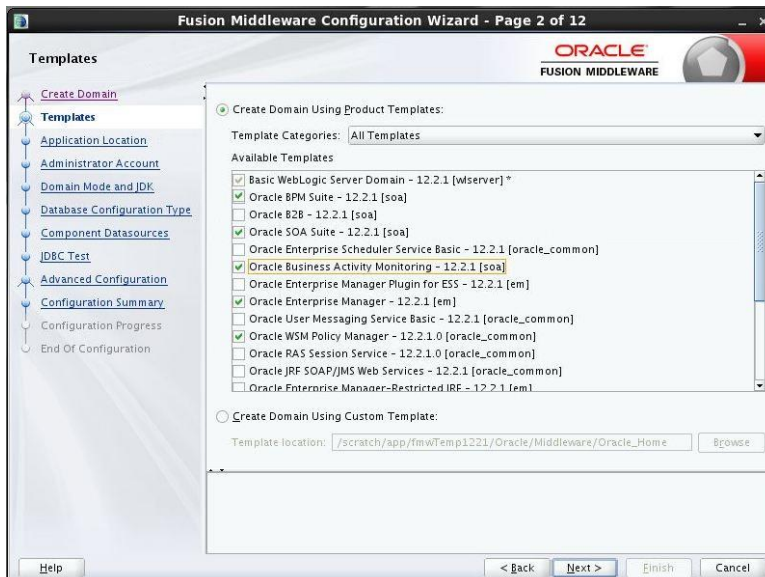 Fusion Middleware Configuration Wizard - Page 2 of 12
Templates
ORACLE
FUSION MIDDLEWARE
Create Domain
Templates
Application Location
Administrator Account
Domain Mode and JDK
Database Configuration Type
Component Datasources
JDBC Test
Advanced Configuration
Configuration Summary
Configuration Progress
End Of Configuration
Create Domain Using Product Templates:
Template Categories: All Templates
Available Templates
Basic WebLogic Server Domain - 12.2.1 [wlserver] *
Oracle BPM Suite - 12.2.1 [soa]
Oracle B2B - 12.2.1 [soa]
Oracle SOA Suite - 12.2.1 [soa]
Oracle Enterprise Scheduler Service Basic - 12.2.1 [oracle_common]
Oracle Business Activity Monitoring - 12.2.1 [soa]
Oracle Enterprise Manager Plugin for ESS - 12.2.1 [em]
Oracle Enterprise Manager - 12.2.1 [em]
Oracle User Messaging Service Basic - 12.2.1 [oracle_common]
Oracle WSM Policy Manager - 12.2.1.0 [oracle_common]
Oracle RAS Session Service - 12.2.1.0 [oracle_common]
Oracle JRF SOAP/JMS Web Services - 12.2.1 [oracle_common]
Oracle Enterprise Manager-Restricted JRF - 12.2.1 [em]
Create Domain Using Custom Template:
Template location: /scratch/app/fmwTemp1221/Oracle/Middleware/Oracle_Home Browse
Help < Back Next > Finish Cancel